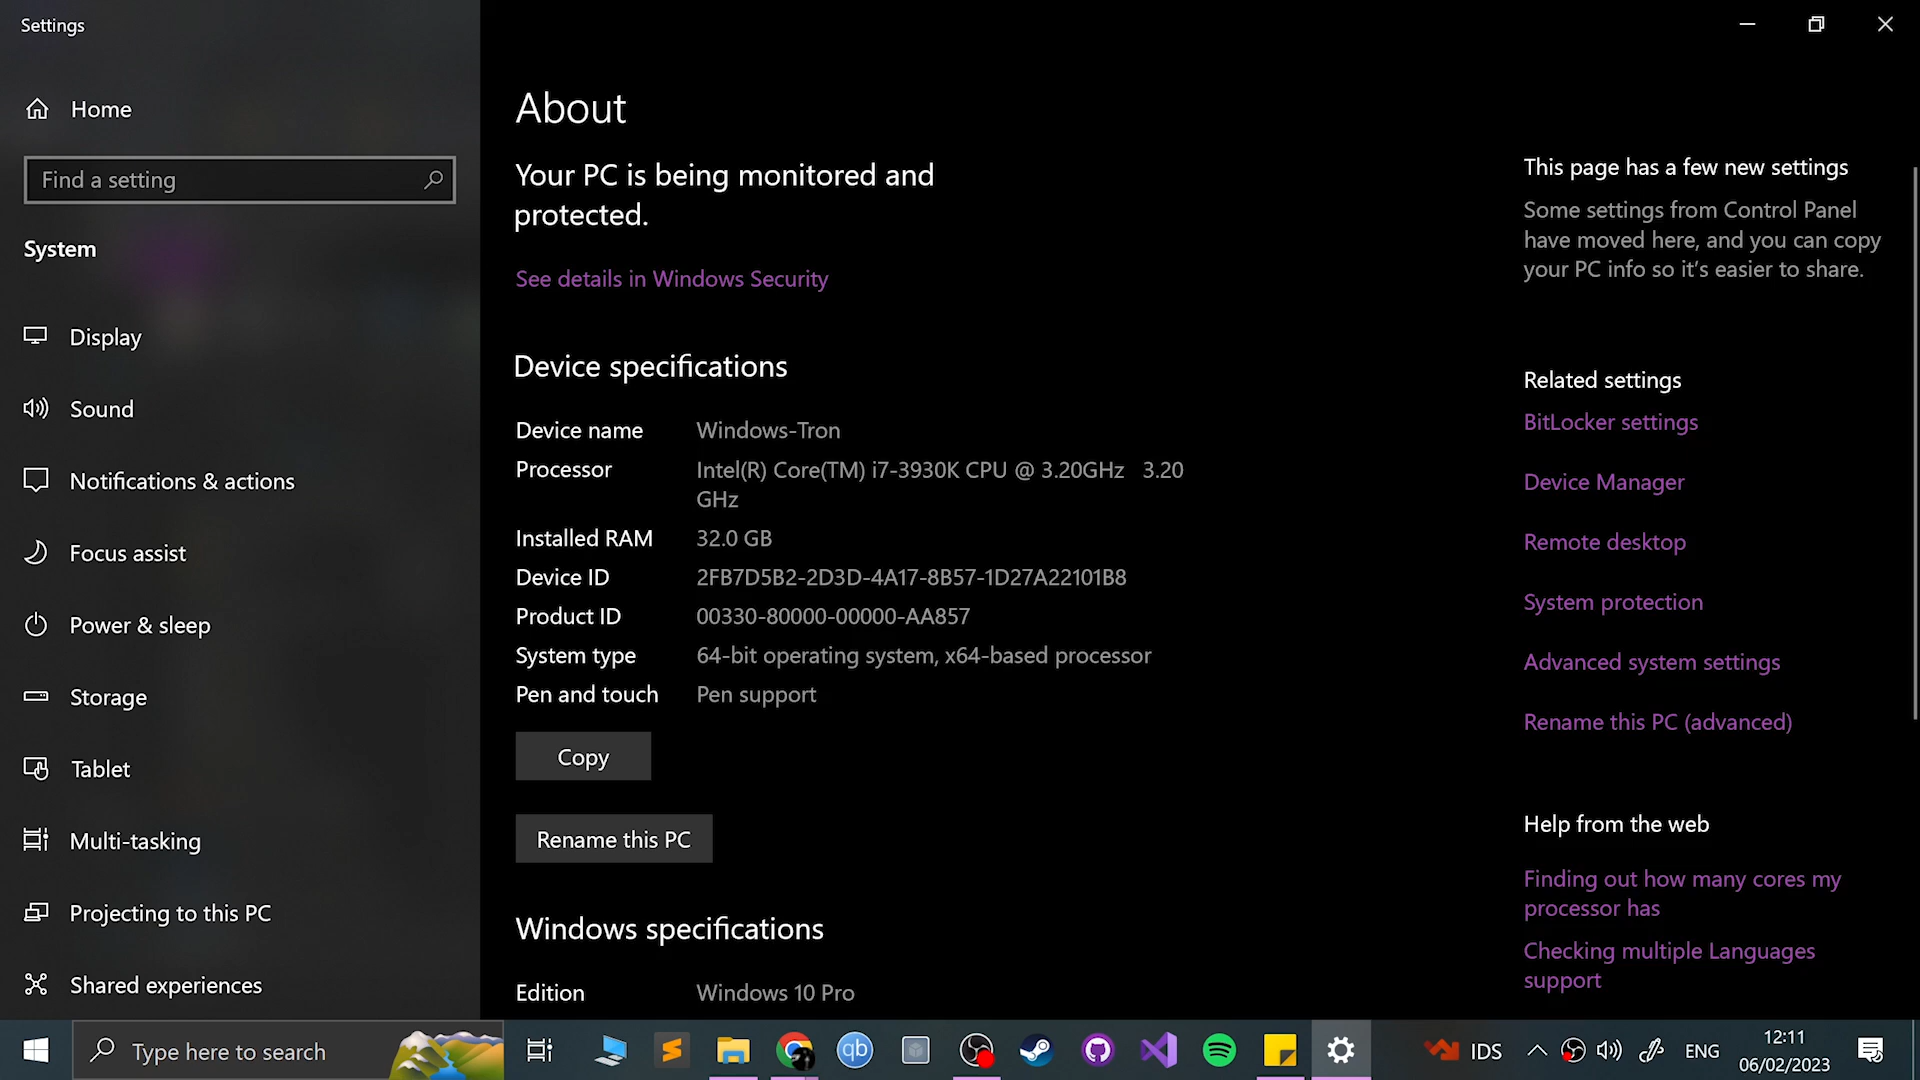 Settings
Home
Find a setting
System
Display
Sound
Notifications & actions
Focus assist
Power & sleep
Storage
Tablet
Multi-tasking
Projecting to this PC
Shared experiences
About
Your PC is being monitored and
protected.
See details in Windows Security
Device specifications
Device name Windows-Tron
Processor Intel(R) Core(TM) i7-3930K CPU @ 3.20GHz 3.20
GHz
Installed RAM 32.0 GB
Device ID 2FB7D5B2-2D3D-4A17-8B57-1D27A22101B8
Product ID 00330-80000-00000-AA857
System type 64-bit operating system, x64-based processor
Pen and touch Pen support
Copy
Rename this PC
Windows specifications
Edition Windows 10 Pro
This page has a few new settings
Some settings from Control Panel
have moved here, and you can copy
your PC info so it’s easier to share.
Related settings
BitLocker settings
Device Manager
Remote desktop
System protection
Advanced system settings
Rename this PC (advanced)
Help from the web
Finding out how many cores my
processor has
Checking multiple Languages
support
Type here to search
qb
IDS
ENG
12:11
06/02/2023